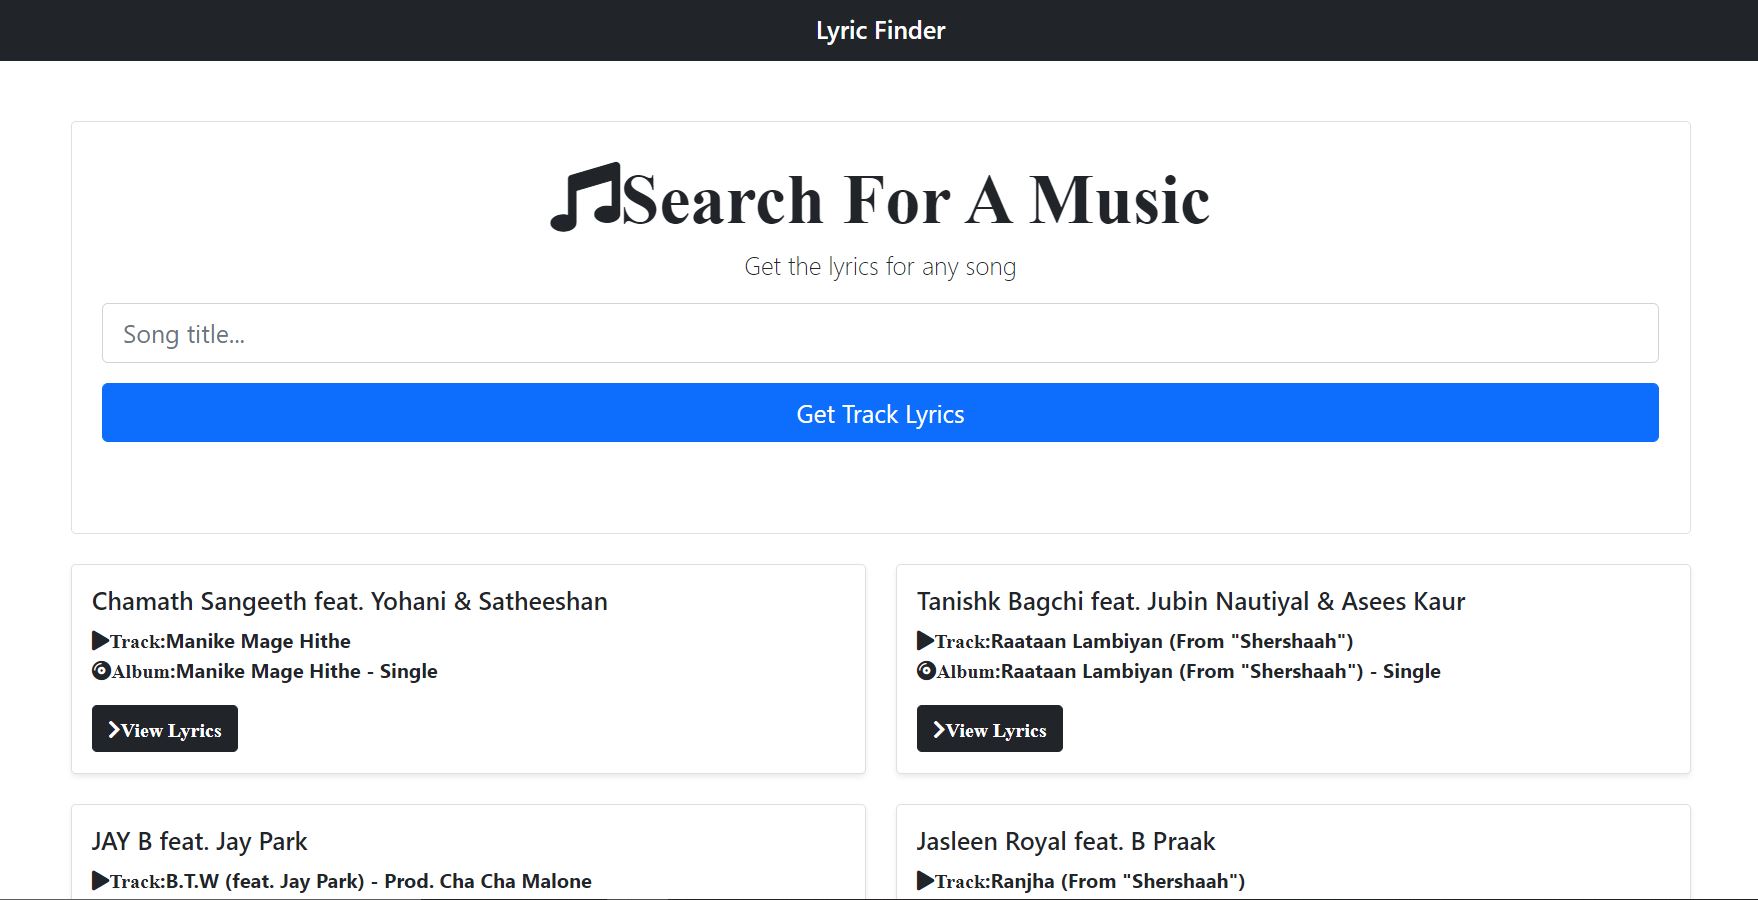 Lyric Finder
Search For A Music
Get the lyrics for any song
Song title...
Get Track Lyrics
Chamath Sangeeth feat. Yohani & Satheeshan
Track:Manike Mage Hithe
Album:Manike Mage Hithe - Single
View Lyrics
Tanishk Bagchi feat. Jubin Nautiyal & Asees Kaur
Track:Raataan Lambiyan (From "Shershaah")
Album:Raataan Lambiyan (From "Shershaah") - Single
View Lyrics
JAY B feat. Jay Park
Track:B.T.W (feat. Jay Park) - Prod. Cha Cha Malone
Jasleen Royal feat. B Praak
Track:Ranjha (From "Shershaah")